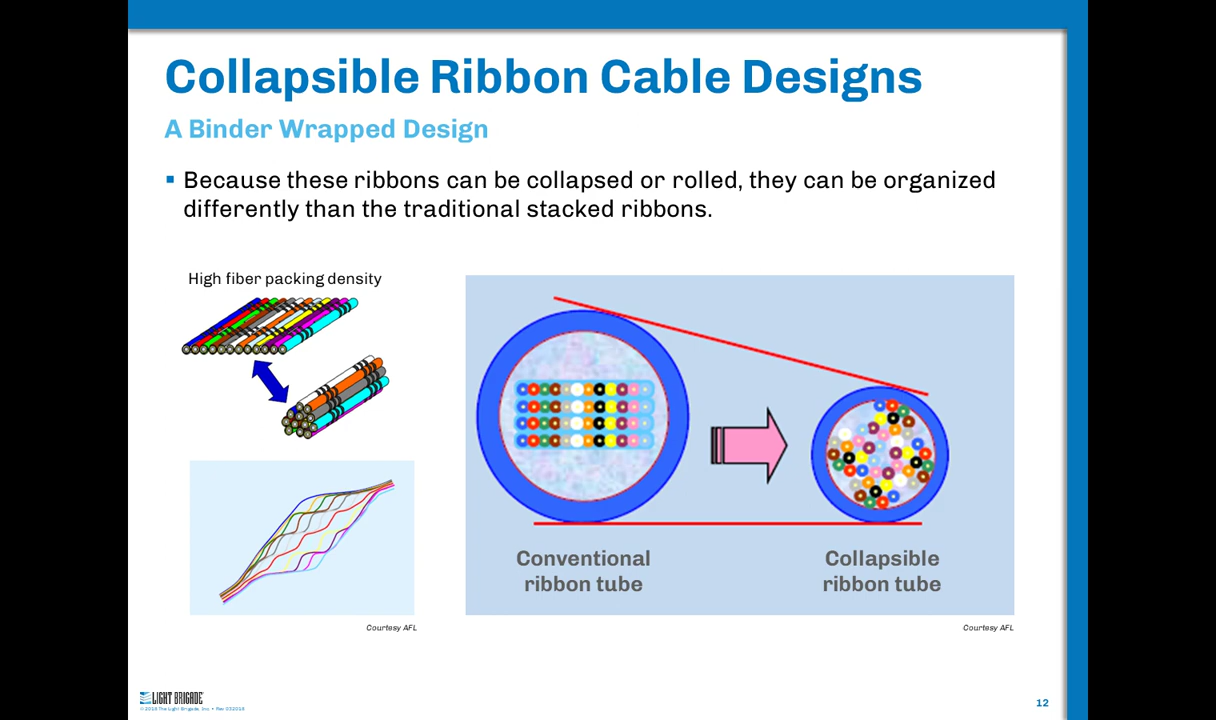 Collapsible Ribbon Cable Designs
A Binder Wrapped Design
▪ Because these ribbons can be collapsed or rolled, they can be organized
differently than the traditional stacked ribbons.
High fiber packing density
Conventional
ribbon tube
Collapsible
ribbon tube
Courtesy AFL
Courtesy AFL
LIGHT BRIGADE
12